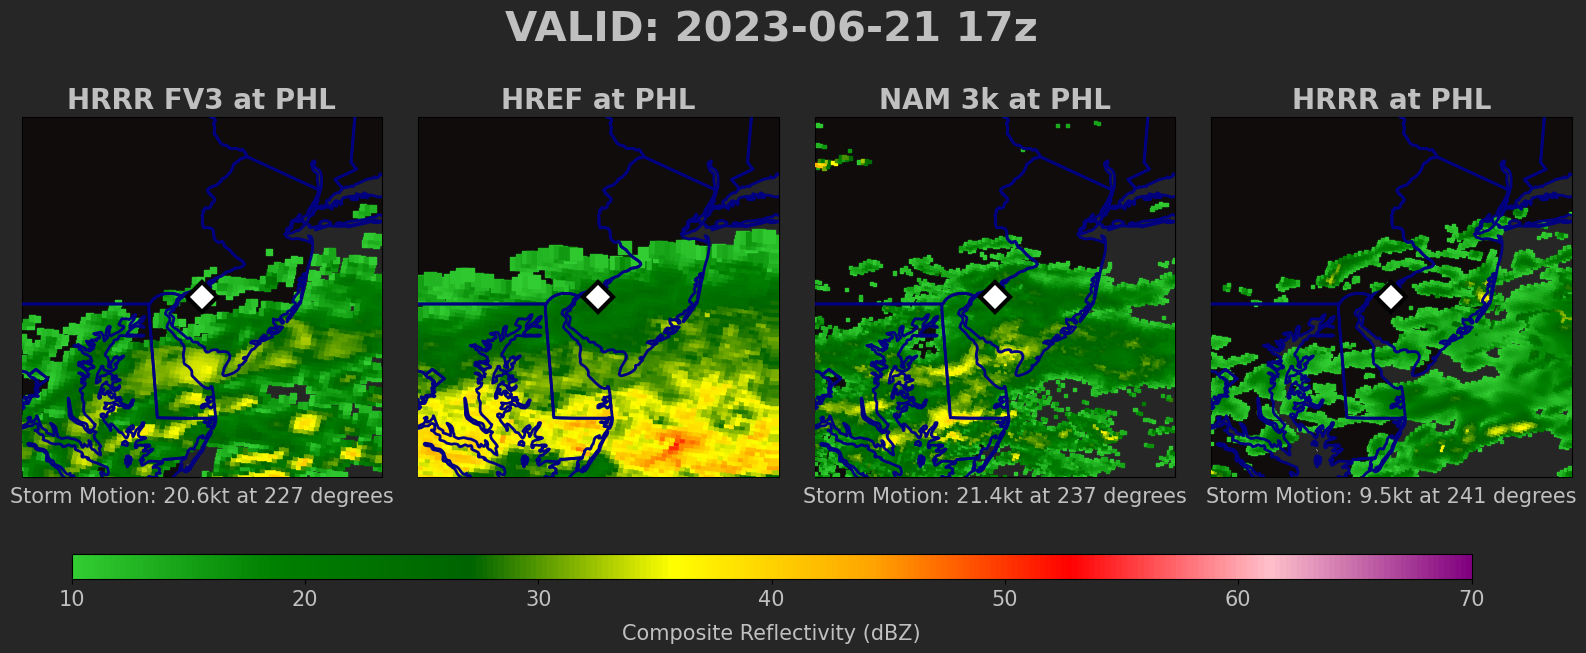 VALID: 2023-06-21 17z
HRRR FV3 at PHL
HREF at PHL
NAM 3k at PHL
HRRR at PHL
Storm Motion: 20.6kt at 227 degrees
Storm Motion: 21.4kt at 237 degrees
Storm Motion: 9.5kt at 241 degrees
10 20 30 40 50 60 70
Composite Reflectivity (dBZ)